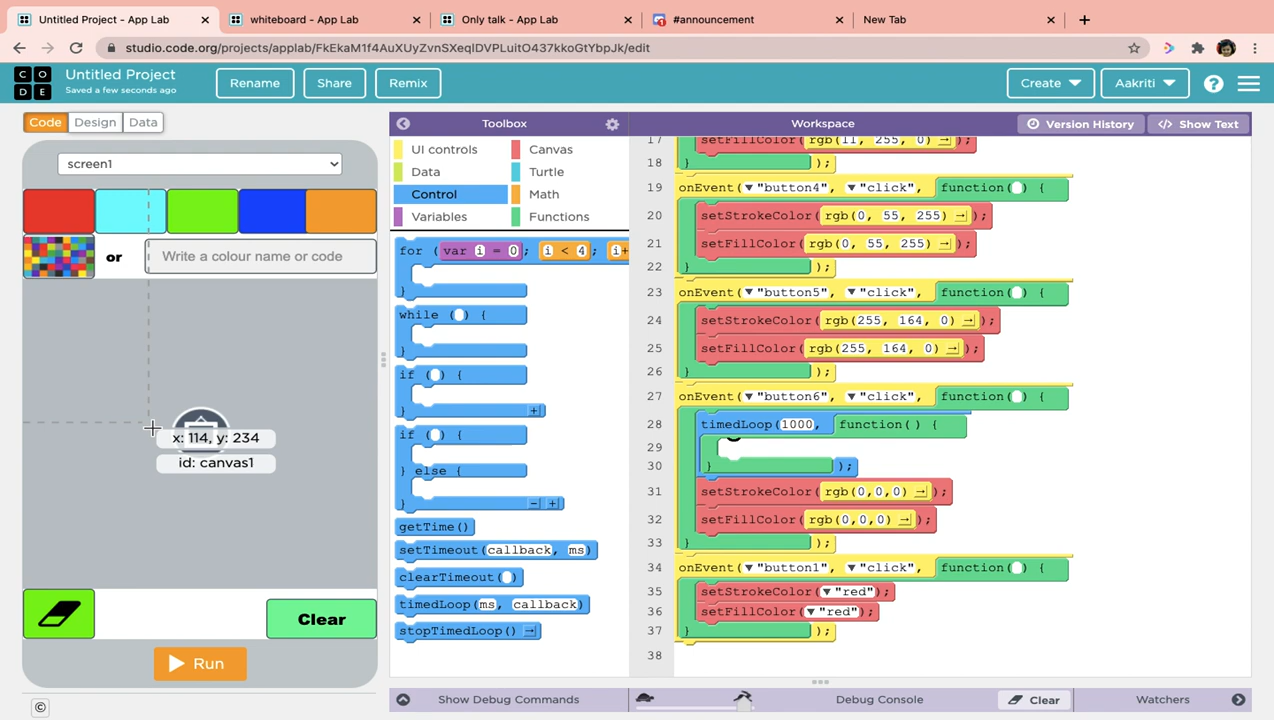 Untitled Project - App Lab
whiteboard - App Lab
Only talk - App Lab
#announcement
New Tab
studio.code.org/projects/applab/FkEkaM1f4AuXUyZvnSXeqlDVPLuitO437kkoGtYbpJk/edit
C O
D E
Untitled Project
Saved a few seconds ago
Rename
Share
Remix
Create
Aakriti
?
Code
Design
Data
Toolbox
Workspace
Version History
Show Text
screen1
or
Write a colour name or code
x: 114, y: 234
id: canvas1
Clear
Run
©
UI controls
Canvas
Data
Turtle
Control
Math
Variables
Functions
for (var i = 0; i < 4; i+
}
while () {
}
if () {
}
if () {
} else {
}
getTime()
setTimeout(callback, ms)
clearTimeout()
timedLoop(ms, callback)
stopTimedLoop()
17 setFillColor(rgb(11, 255, 0));
18 });
19 onEvent("button4", "click", function() {
20 setStrokeColor(rgb(0, 55, 255));
21 setFillColor(rgb(0, 55, 255));
22 });
23 onEvent("button5", "click", function() {
24 setStrokeColor(rgb(255, 164, 0));
25 setFillColor(rgb(255, 164, 0));
26 });
27 onEvent("button6", "click", function() {
28 timedLoop(1000, function() {
29
30 });
31 setStrokeColor(rgb(0,0,0));
32 setFillColor(rgb(0,0,0));
33 });
34 onEvent("button1", "click", function() {
35 setStrokeColor("red");
36 setFillColor("red");
37 });
38
Show Debug Commands
Debug Console
Clear
Watchers